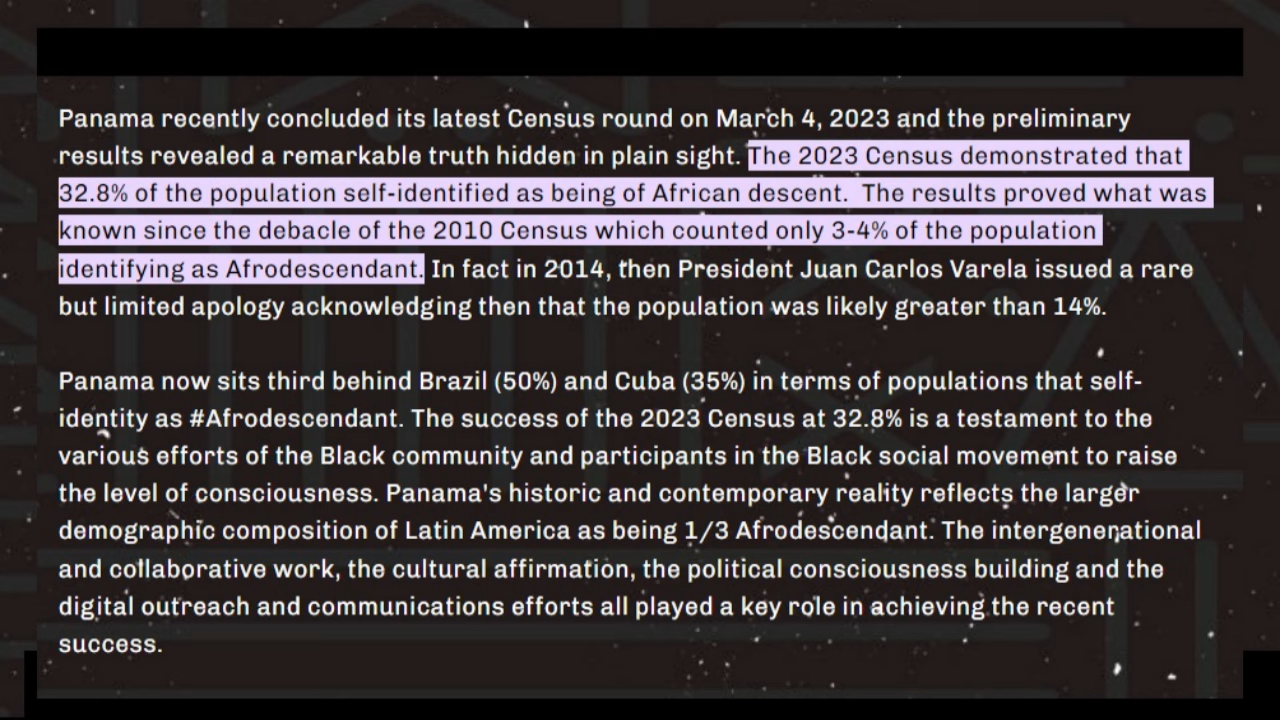 Panama recently concluded its latest Census round on March 4, 2023 and the preliminary
results revealed a remarkable truth hidden in plain sight. The 2023 Census demonstrated that
32.8% of the population self-identified as being of African descent.  The results proved what was
known since the debacle of the 2010 Census which counted only 3-4% of the population
identifying as Afrodescendant. In fact in 2014, then President Juan Carlos Varela issued a rare
but limited apology acknowledging then that the population was likely greater than 14%.
Panama now sits third behind Brazil (50%) and Cuba (35%) in terms of populations that self-
identity as #Afrodescendant. The success of the 2023 Census at 32.8% is a testament to the
various efforts of the Black community and participants in the Black social movement to raise
the level of consciousness. Panama's historic and contemporary reality reflects the larger
demographic composition of Latin America as being 1/3 Afrodescendant. The intergenerational
and collaborative work, the cultural affirmation, the political consciousness building and the
digital outreach and communications efforts all played a key role in achieving the recent
success.